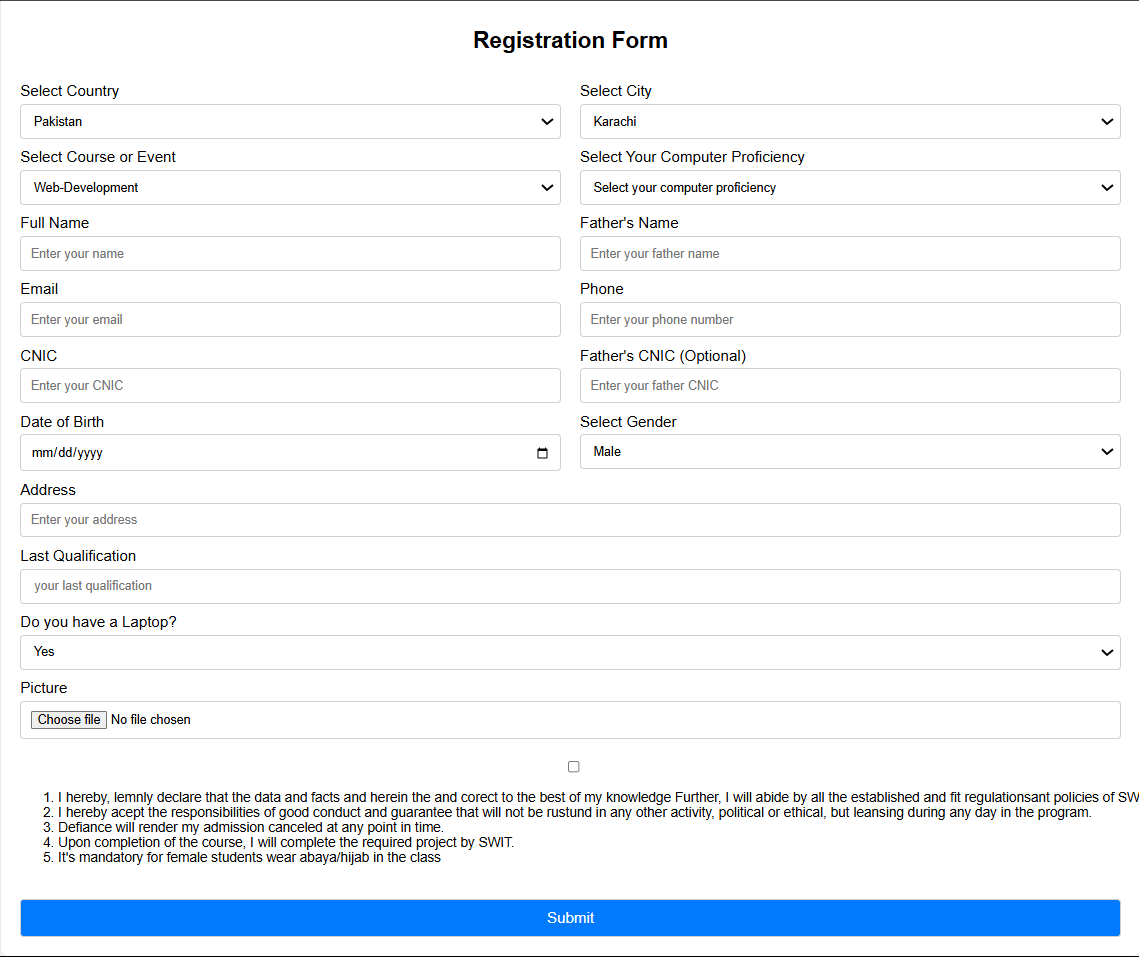 Registration Form
Select Country
Select City
Pakistan
Karachi
Select Course or Event
Select Your Computer Proficiency
Web-Development
Select your computer proficiency
Full Name
Father's Name
Enter your name
Enter your father name
Email
Phone
Enter your email
Enter your phone number
CNIC
Father's CNIC (Optional)
Enter your CNIC
Enter your father CNIC
Date of Birth
Select Gender
mm/dd/yyyy
Male
Address
Enter your address
Last Qualification
your last qualification
Do you have a Laptop?
Yes
Picture
Choose file No file chosen
1. I hereby, lemnly declare that the data and facts and herein the and corect to the best of my knowledge Further, I will abide by all the established and fit regulationsant policies of SW
2. I hereby acept the responsibilities of good conduct and guarantee that will not be rustund in any other activity, political or ethical, but leansing during any day in the program.
3. Defiance will render my admission canceled at any point in time.
4. Upon completion of the course, I will complete the required project by SWIT.
5. It's mandatory for female students wear abaya/hijab in the class
Submit